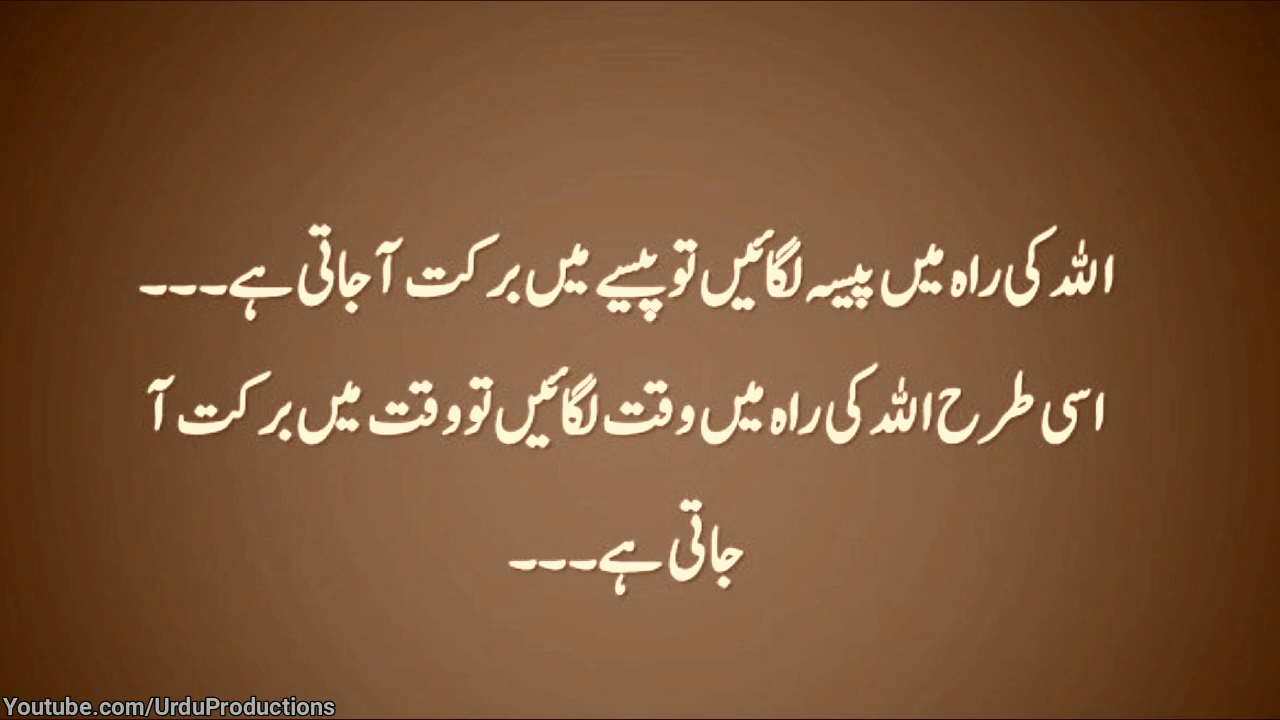 اللہ کی راہ میں پیسہ لگائیں تو پیسے میں برکت آجاتی ہے۔۔۔
اسی طرح اللہ کی راہ میں وقت لگائیں تو وقت میں برکت آ
جاتی ہے۔۔۔
Youtube.com/UrduProductions